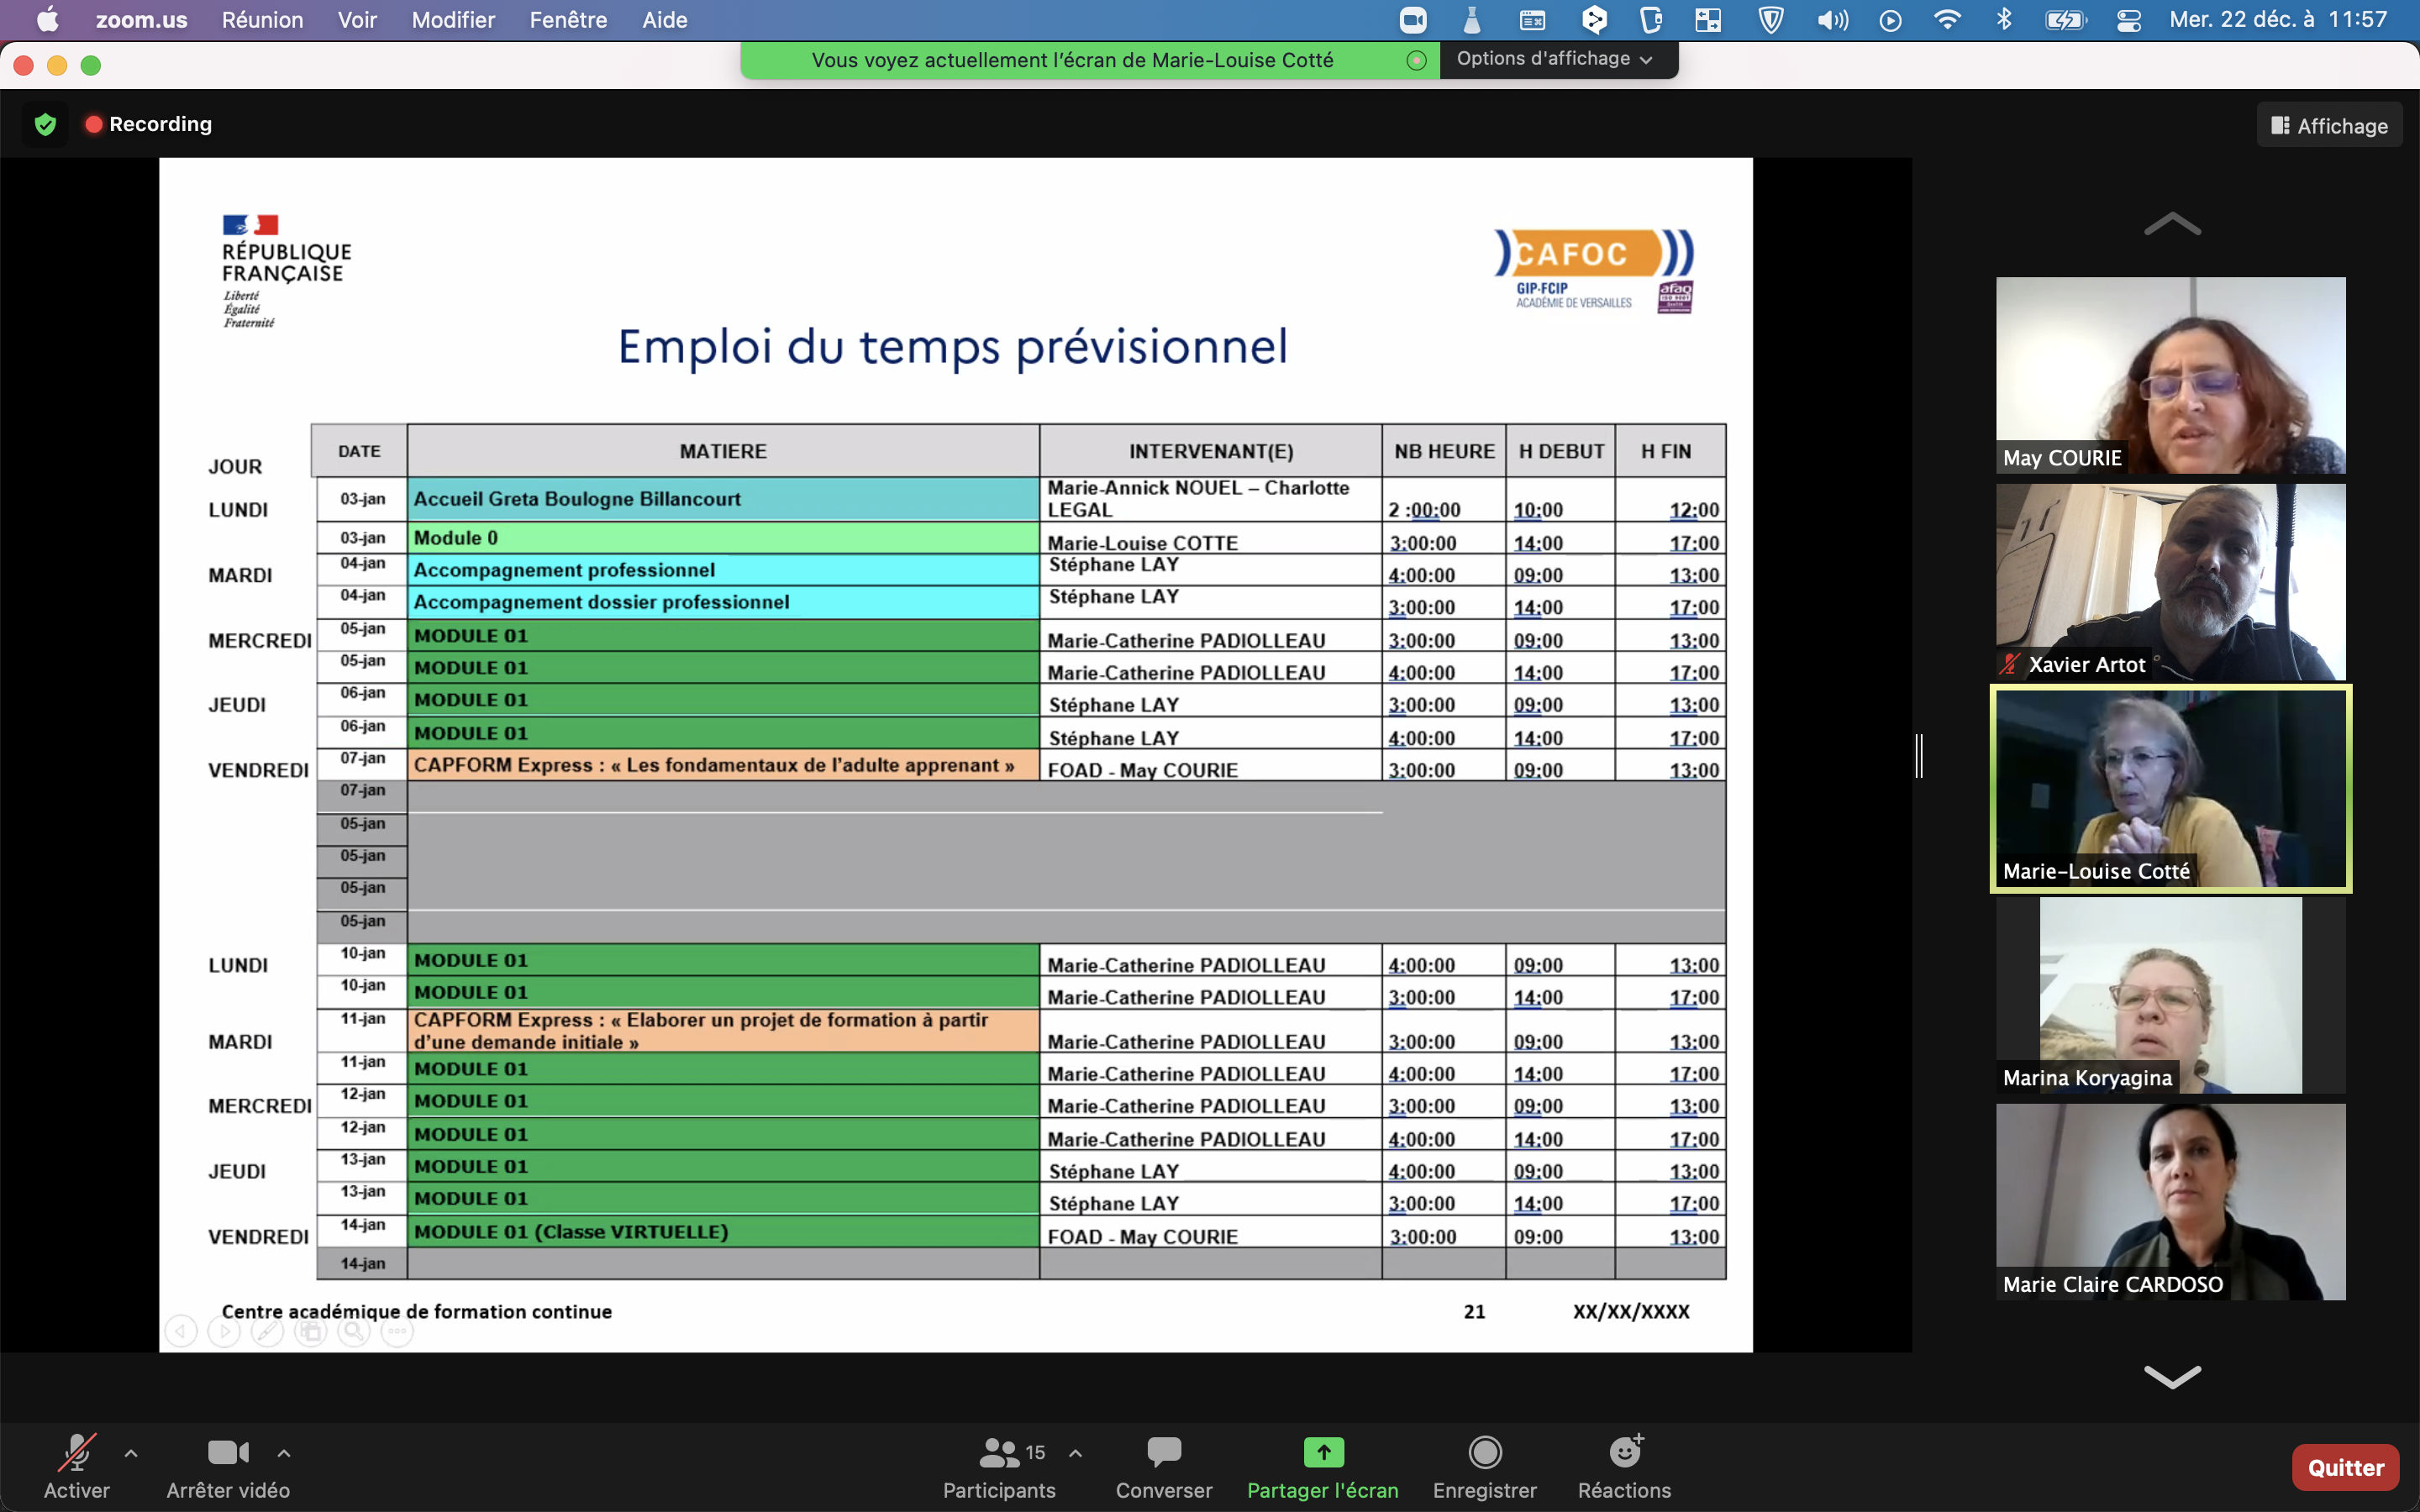 zoom.us Réunion Voir Modifier Fenêtre Aide Mer. 22 déc. à 11:57
Vous voyez actuellement l'écran de Marie-Louise Cotté Options d'affichage
Recording Affichage
RÉPUBLIQUE
FRANÇAISE
Liberté
Égalité
Fraternité
CAFOC
GIP-FCIP
ACADÉMIE DE VERSAILLES
afaq
ISO 9001
Emploi du temps prévisionnel
JOUR DATE MATIERE INTERVENANT(E) NB HEURE H DEBUT H FIN
LUNDI 03-jan Accueil Greta Boulogne Billancourt Marie-Annick NOUEL – Charlotte LEGAL 2 :00:00 10:00 12:00
03-jan Module 0 Marie-Louise COTTE 3:00:00 14:00 17:00
MARDI 04-jan Accompagnement professionnel Stéphane LAY 4:00:00 09:00 13:00
04-jan Accompagnement dossier professionnel Stéphane LAY 3:00:00 14:00 17:00
MERCREDI 05-jan MODULE 01 Marie-Catherine PADIOLLEAU 3:00:00 09:00 13:00
05-jan MODULE 01 Marie-Catherine PADIOLLEAU 4:00:00 14:00 17:00
JEUDI 06-jan MODULE 01 Stéphane LAY 3:00:00 09:00 13:00
06-jan MODULE 01 Stéphane LAY 4:00:00 14:00 17:00
VENDREDI 07-jan CAPFORM Express : « Les fondamentaux de l'adulte apprenant » FOAD - May COURIE 3:00:00 09:00 13:00
07-jan
05-jan
05-jan
05-jan
05-jan
LUNDI 10-jan MODULE 01 Marie-Catherine PADIOLLEAU 4:00:00 09:00 13:00
10-jan MODULE 01 Marie-Catherine PADIOLLEAU 3:00:00 14:00 17:00
MARDI 11-jan CAPFORM Express : « Elaborer un projet de formation à partir d'une demande initiale » Marie-Catherine PADIOLLEAU 3:00:00 09:00 13:00
11-jan MODULE 01 Marie-Catherine PADIOLLEAU 4:00:00 14:00 17:00
MERCREDI 12-jan MODULE 01 Marie-Catherine PADIOLLEAU 3:00:00 09:00 13:00
12-jan MODULE 01 Marie-Catherine PADIOLLEAU 4:00:00 14:00 17:00
JEUDI 13-jan MODULE 01 Stéphane LAY 4:00:00 09:00 13:00
13-jan MODULE 01 Stéphane LAY 3:00:00 14:00 17:00
VENDREDI 14-jan MODULE 01 (Classe VIRTUELLE) FOAD - May COURIE 3:00:00 09:00 13:00
14-jan
Centre académique de formation continue 21 XX/XX/XXXX
May COURIE
Xavier Artot
Marie-Louise Cotté
Marina Koryagina
Marie Claire CARDOSO
Activer Arrêter vidéo Participants 15 Converser Partager l'écran Enregistrer Réactions Quitter